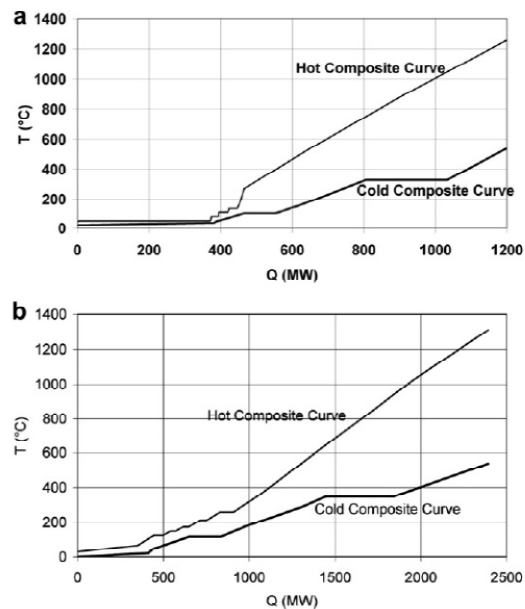 a
1400
1200
1000
800
600
400
200
0
T (°C)
Hot Composite Curve
Cold Composite Curve
0 200 400 600 800 1000 1200
Q (MW)
b
1400
1200
1000
800
600
400
200
0
T (°C)
Hot Composite Curve
Cold Composite Curve
0 500 1000 1500 2000 2500
Q (MW)